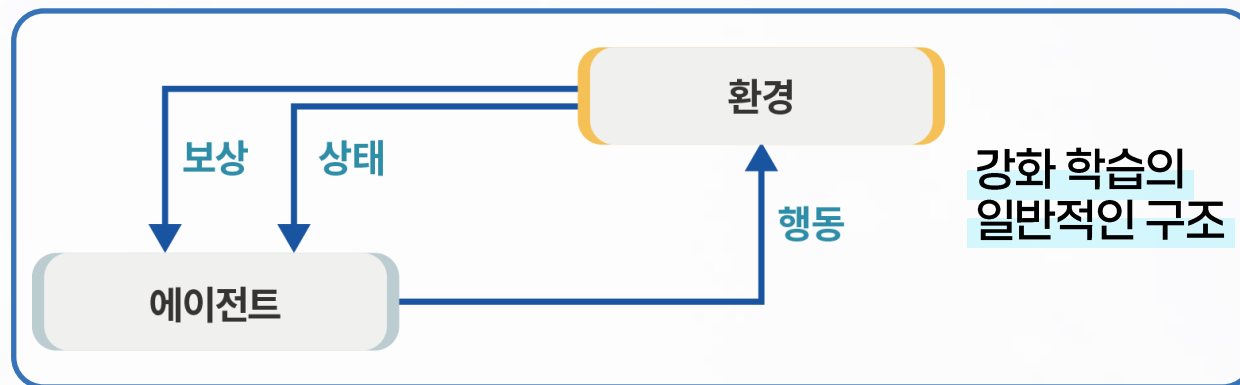 환경
보상
상태
강화 학습의
일반적인 구조
행동
에이전트